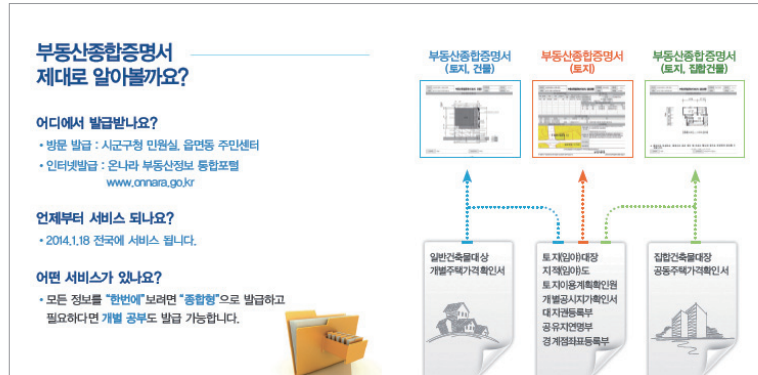 부동산종합증명서
제대로 알아볼까요?
어디에서 발급받나요?
• 방문 발급 : 시군구청 민원실, 읍면동 주민센터
• 인터넷발급 : 온나라 부동산정보 통합포털
www.onnara.go.kr
언제부터 서비스 되나요?
• 2014.1.18 전국에 서비스 됩니다.
어떤 서비스가 있나요?
• 모든 정보를 “한번에”보려면 “종합형”으로 발급하고
필요하다면 개별 공부도 발급 가능합니다.
부동산종합증명서
(토지, 건물)
부동산종합증명서
(토지)
부동산종합증명서
(토지, 집합건물)
일반건축물대상
개별주택가격확인서
토지(임야)대장
지적(임야)도
토지이용계획확인원
개별공시지가확인서
대지권등록부
공유지연명부
경계점좌표등록부
집합건물대장
공동주택가격확인서